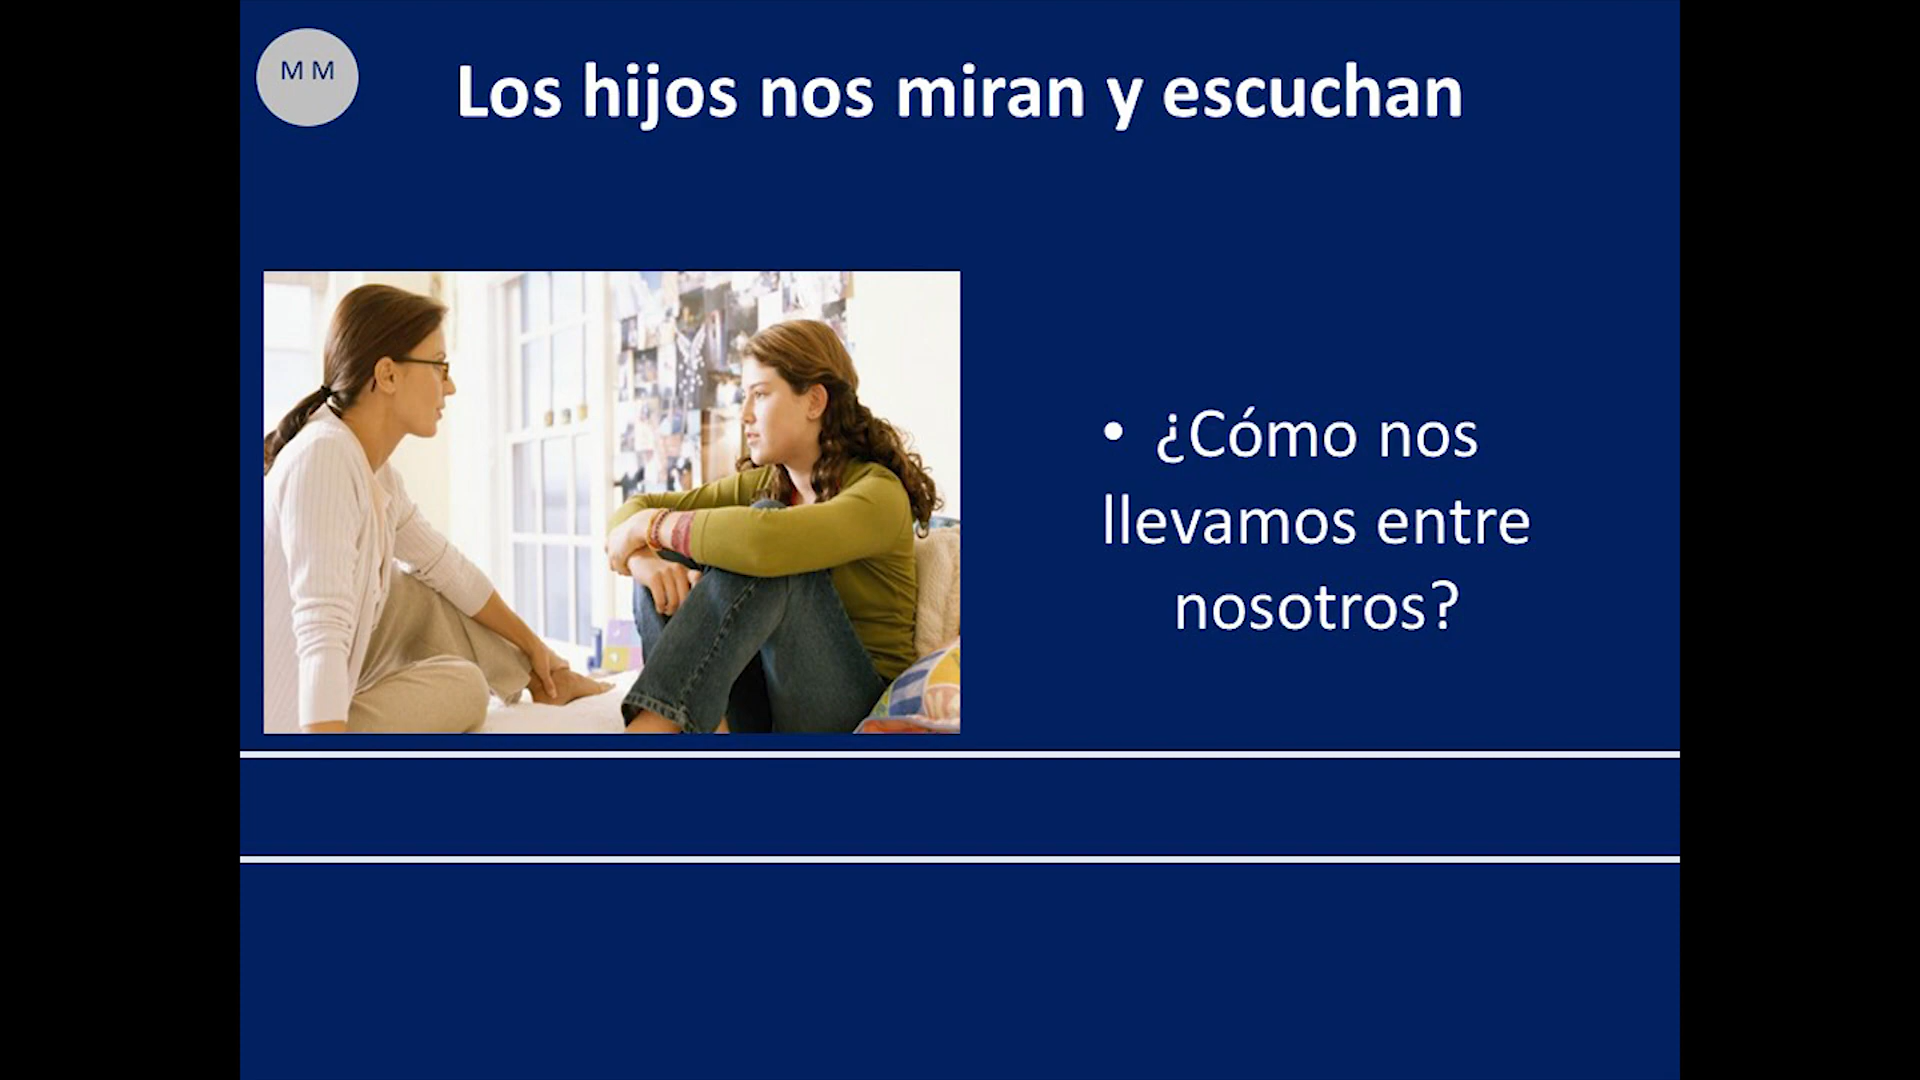 M M
Los hijos nos miran y escuchan
• ¿Cómo nos
llevamos entre
nosotros?